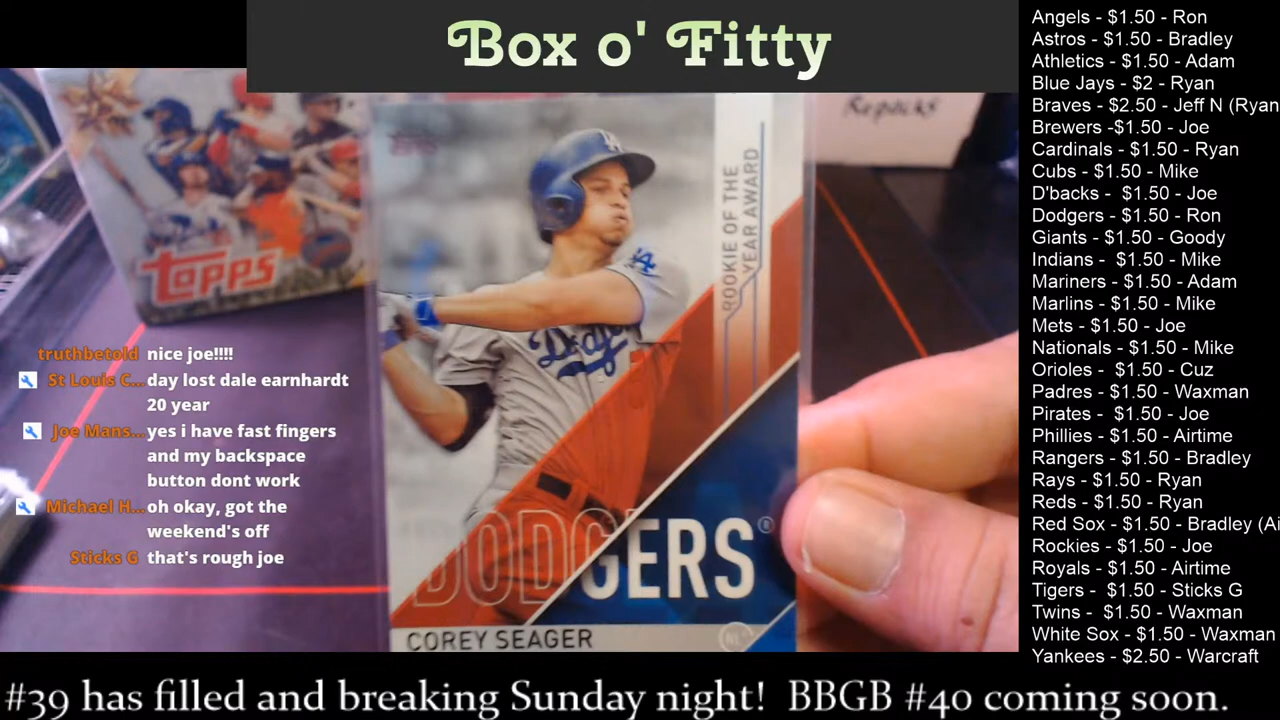 Box o' Fitty
Repacks
TOPPS
ROOKIE OF THE
YEAR AWARD
LA
Dodgers
DODGERS
COREY SEAGER
NL
truthbetold nice joe!!!!
St Louis C... day lost dale earnhardt
20 year
Joe Mans... yes i have fast fingers
and my backspace
button dont work
Michael H... oh okay, got the
weekend's off
Sticks G that's rough joe
Angels - $1.50 - Ron
Astros - $1.50 - Bradley
Athletics - $1.50 - Adam
Blue Jays - $2 - Ryan
Braves - $2.50 - Jeff N (Ryan
Brewers -$1.50 - Joe
Cardinals - $1.50 - Ryan
Cubs - $1.50 - Mike
D'backs - $1.50 - Joe
Dodgers - $1.50 - Ron
Giants - $1.50 - Goody
Indians - $1.50 - Mike
Mariners - $1.50 - Adam
Marlins - $1.50 - Mike
Mets - $1.50 - Joe
Nationals - $1.50 - Mike
Orioles - $1.50 - Cuz
Padres - $1.50 - Waxman
Pirates - $1.50 - Joe
Phillies - $1.50 - Airtime
Rangers - $1.50 - Bradley
Rays - $1.50 - Ryan
Reds - $1.50 - Ryan
Red Sox - $1.50 - Bradley (Ai
Rockies - $1.50 - Joe
Royals - $1.50 - Airtime
Tigers - $1.50 - Sticks G
Twins - $1.50 - Waxman
White Sox - $1.50 - Waxman
Yankees - $2.50 - Warcraft
#39 has filled and breaking Sunday night! BBGB #40 coming soon.